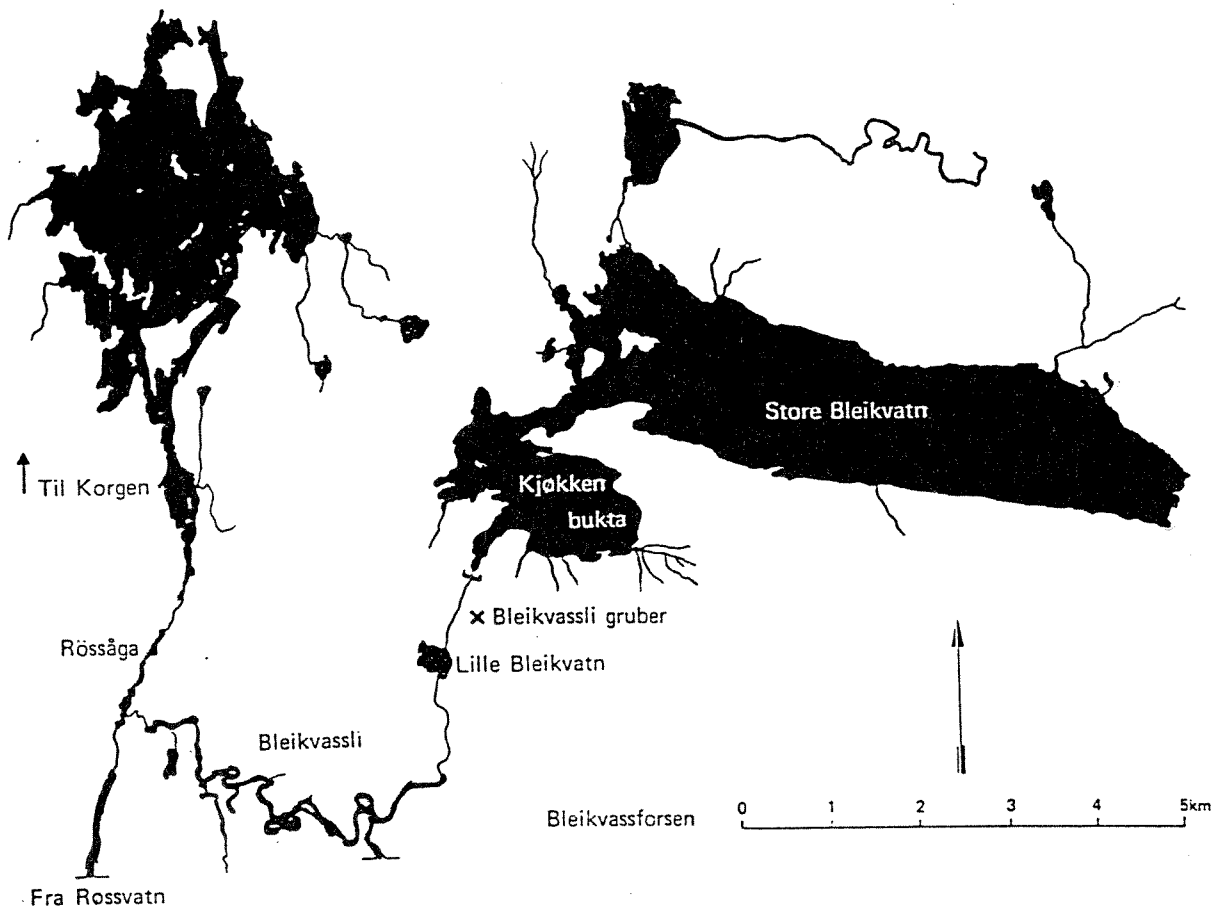 Store Bleikvatn
Til Korgen
Kjøkken
bukta
× Bleikvassli gruber
Rössåga
Lille Bleikvatn
Bleikvassli
Bleikvassforsen
0 1 2 3 4 5km
Fra Rossvatn